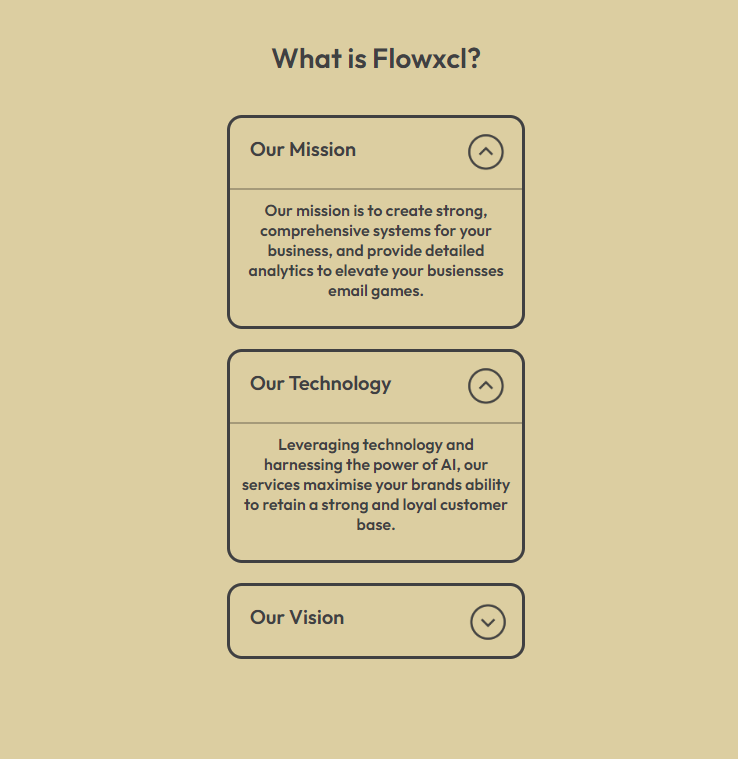 What is Flowxcl?
Our Mission
Our mission is to create strong,
comprehensive systems for your
business, and provide detailed
analytics to elevate your busiensses
email games.
Our Technology
Leveraging technology and
harnessing the power of AI, our
services maximise your brands ability
to retain a strong and loyal customer
base.
Our Vision